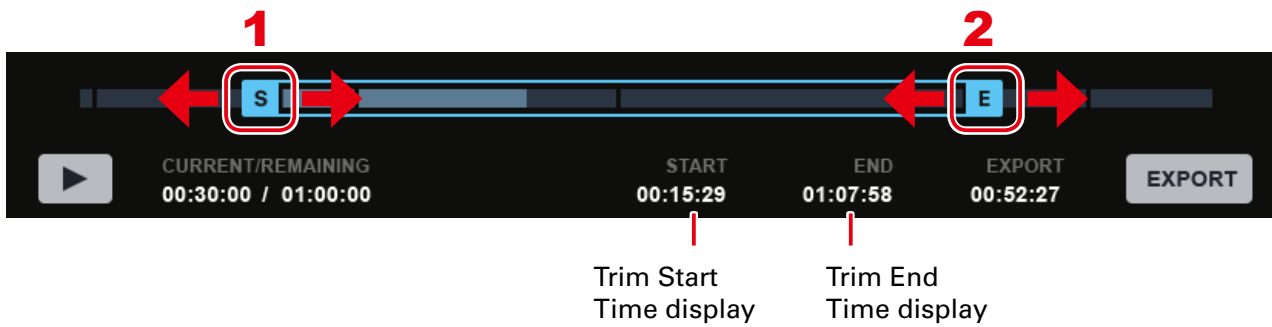 1 2
S E
CURRENT/REMAINING START END EXPORT
00:30:00 / 01:00:00 00:15:29 01:07:58 00:52:27 EXPORT
Trim Start Trim End
Time display Time display